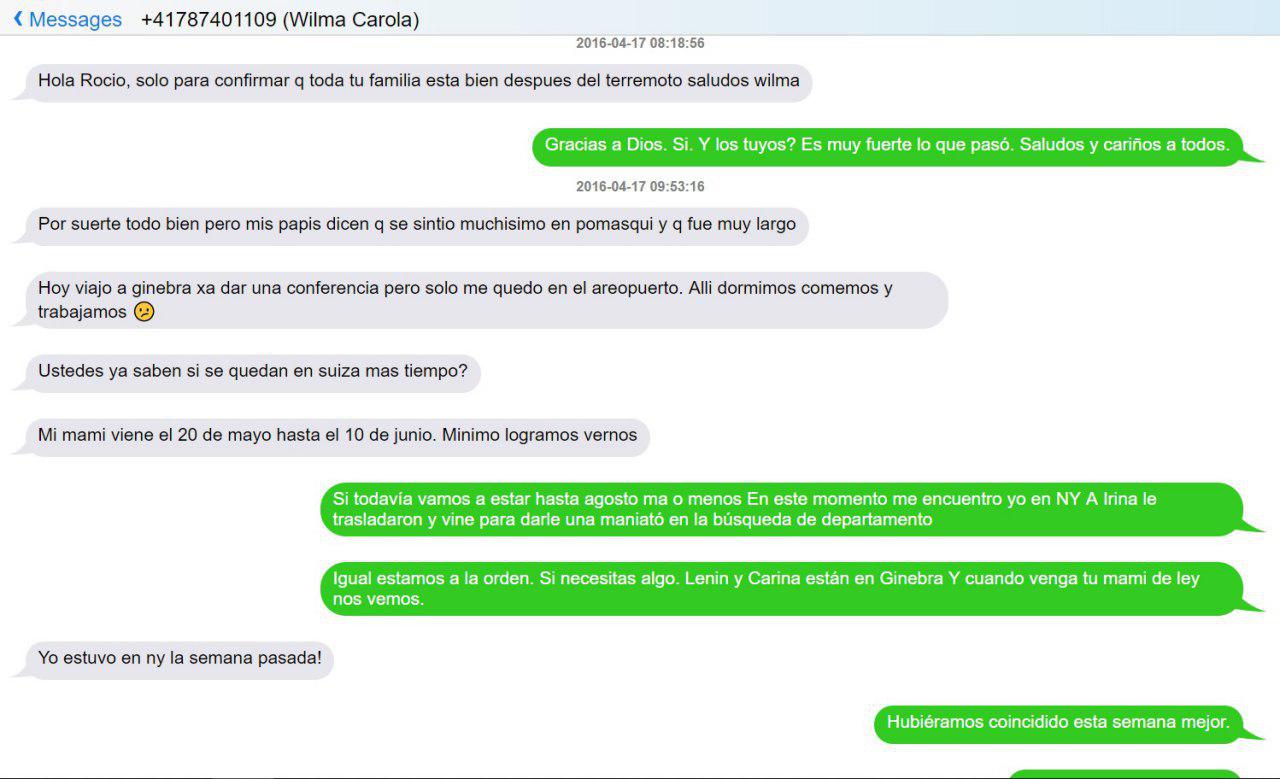 Messages +41787401109 (Wilma Carola)
2016-04-17 08:18:56
Hola Rocio, solo para confirmar q toda tu familia esta bien despues del terremoto saludos wilma
Gracias a Dios. Si. Y los tuyos? Es muy fuerte lo que pasó. Saludos y cariños a todos.
2016-04-17 09:53:16
Por suerte todo bien pero mis papis dicen q se sintio muchisimo en pomasqui y q fue muy largo
Hoy viajo a ginebra xa dar una conferencia pero solo me quedo en el areopuerto. Alli dormimos comemos y
trabajamos 😕
Ustedes ya saben si se quedan en suiza mas tiempo?
Mi mami viene el 20 de mayo hasta el 10 de junio. Minimo logramos vernos
Si todavía vamos a estar hasta agosto ma o menos En este momento me encuentro yo en NY A Irina le
trasladaron y vine para darle una maniató en la búsqueda de departamento
Igual estamos a la orden. Si necesitas algo. Lenin y Carina están en Ginebra Y cuando venga tu mami de ley
nos vemos.
Yo estuvo en ny la semana pasada!
Hubiéramos coincidido esta semana mejor.